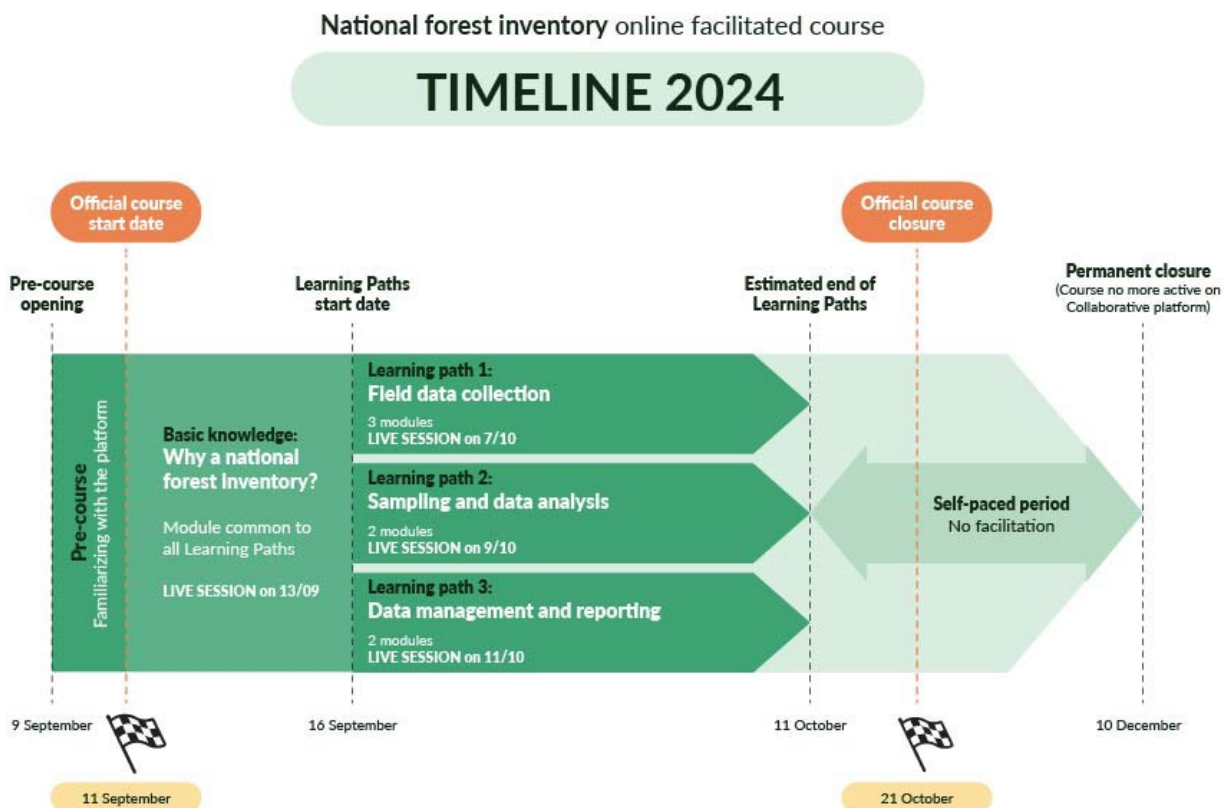 National forest inventory online facilitated course
TIMELINE 2024
Official course
start date
Official course
closure
Pre-course
opening
Learning Paths
start date
Estimated end of
Learning Paths
Permanent closure
(Course no more active on
Collaborative platform)
Pre-course
Familiarizing with the platform
Basic knowledge:
Why a national
forest Inventory?
Module common to
all Learning Paths
LIVE SESSION on 13/09
Learning path 1:
Field data collection
3 modules
LIVE SESSION on 7/10
Learning path 2:
Sampling and data analysis
2 modules
LIVE SESSION on 9/10
Learning path 3:
Data management and reporting
2 modules
LIVE SESSION on 11/10
Self-paced period
No facilitation
9 September
16 September
11 October
10 December
11 September
21 October